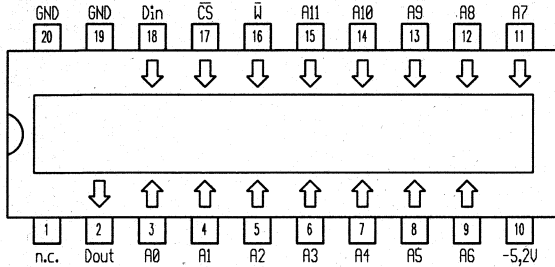 GND GND Din C̅S̅ W̅ A11 A10 A9 A8 A7
20 19 18 17 16 15 14 13 12 11
1 2 3 4 5 6 7 8 9 10
n.c. Dout A0 A1 A2 A3 A4 A5 A6 -5,2V